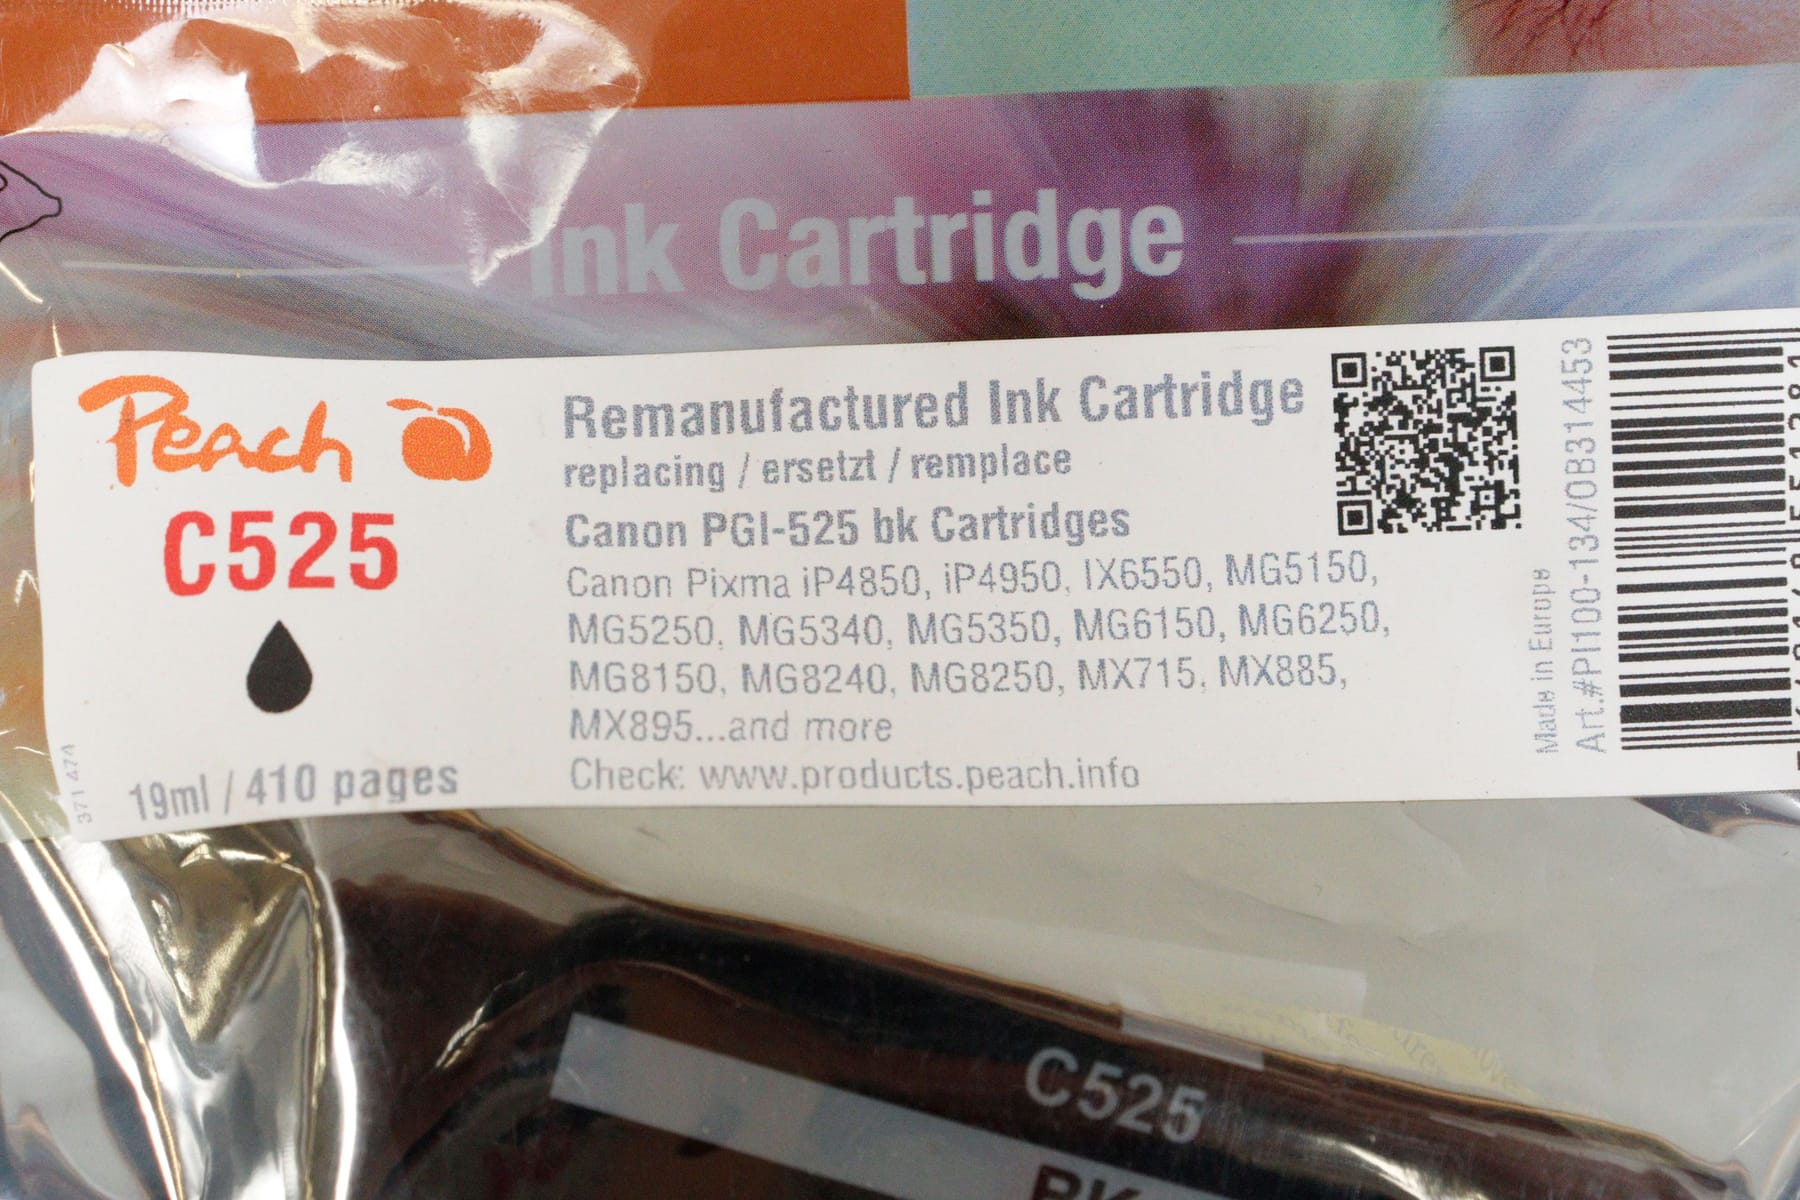 Ink Cartridge
Peach
C525
19ml / 410 pages
371 474
Remanufactured Ink Cartridge
replacing / ersetzt / remplace
Canon PGI-525 bk Cartridges
Canon Pixma iP4850, iP4950, IX6550, MG5150,
MG5250, MG5340, MG5350, MG6150, MG6250,
MG8150, MG8240, MG8250, MX715, MX885,
MX895...and more
Check: www.products.peach.info
Made in Europe
Art.#PI100-134/OB314453
C525
BK